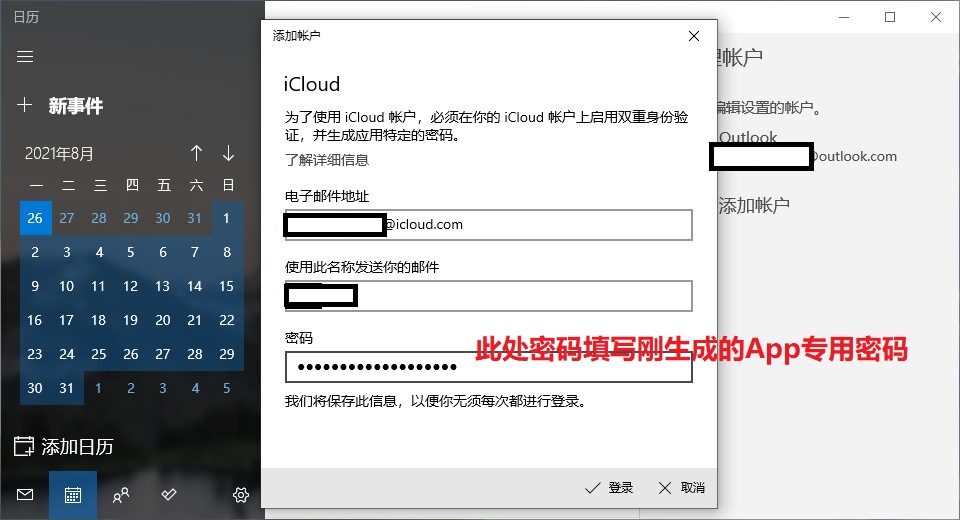 日历
新事件
2021年8月
一 二 三 四 五 六 日
26 27 28 29 30 31 1
2 3 4 5 6 7 8
9 10 11 12 13 14 15
16 17 18 19 20 21 22
23 24 25 26 27 28 29
30 31 1 2 3 4 5
添加日历
添加帐户
iCloud
为了使用 iCloud 帐户，必须在你的 iCloud 帐户上启用双重身份验
证，并生成应用特定的密码。
了解详细信息
电子邮件地址
@icloud.com
使用此名称发送你的邮件
密码
此处密码填写刚生成的App专用密码
我们将保存此信息，以便你无须每次都进行登录。
登录 取消
理帐户
编辑设置的帐户。
Outlook
@outlook.com
添加帐户